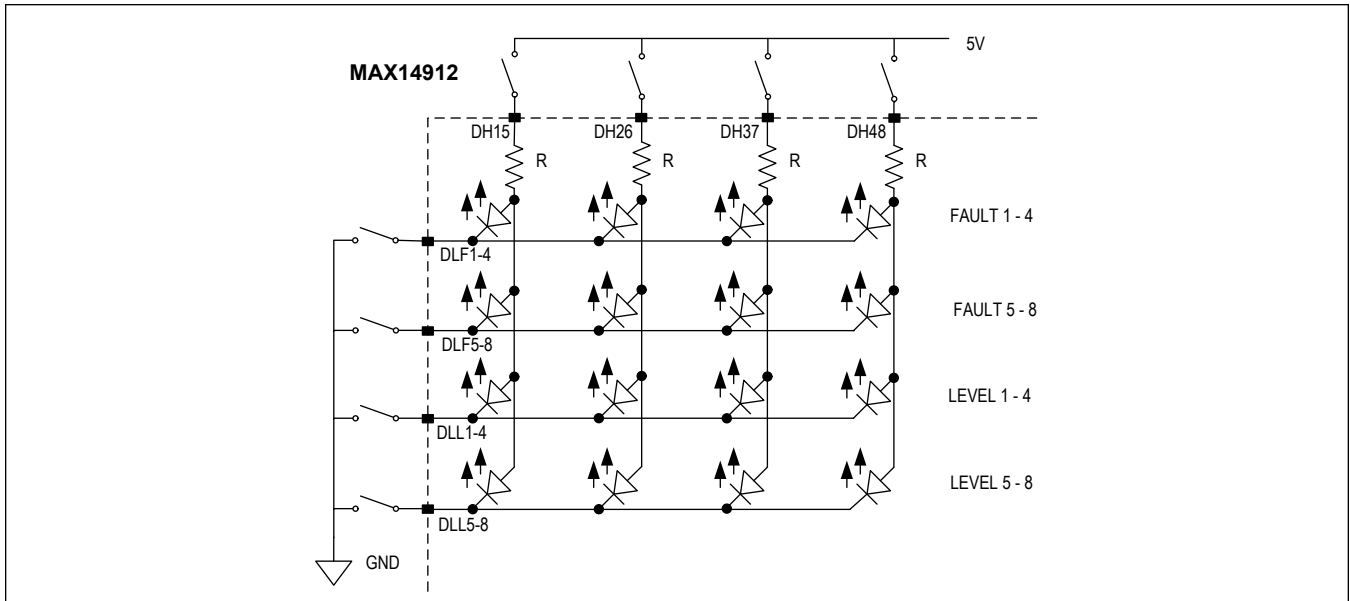 5V
MAX14912
DH15 DH26 DH37 DH48
R R R R
FAULT 1 - 4
DLF1-4
FAULT 5 - 8
DLF5-8
LEVEL 1 - 4
DLL1-4
LEVEL 5 - 8
DLL5-8
GND